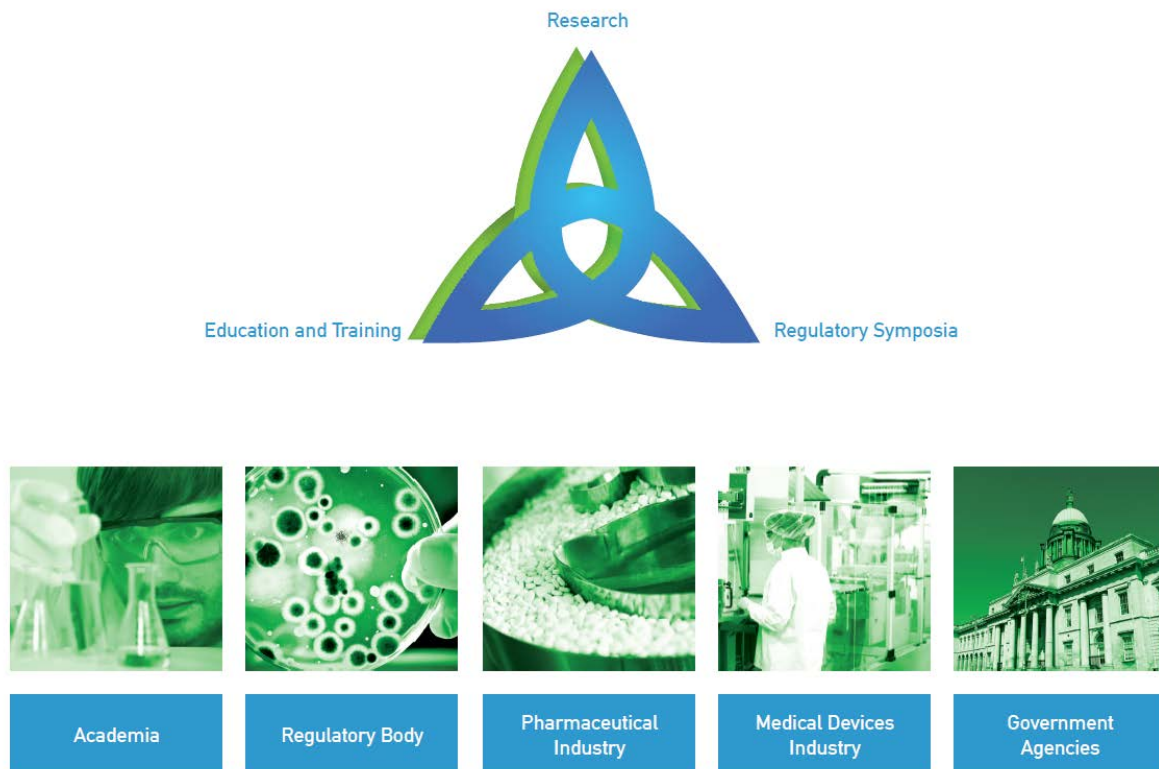 Research
Education and Training
Regulatory Symposia
Academia
Regulatory Body
Pharmaceutical
Industry
Medical Devices
Industry
Government
Agencies